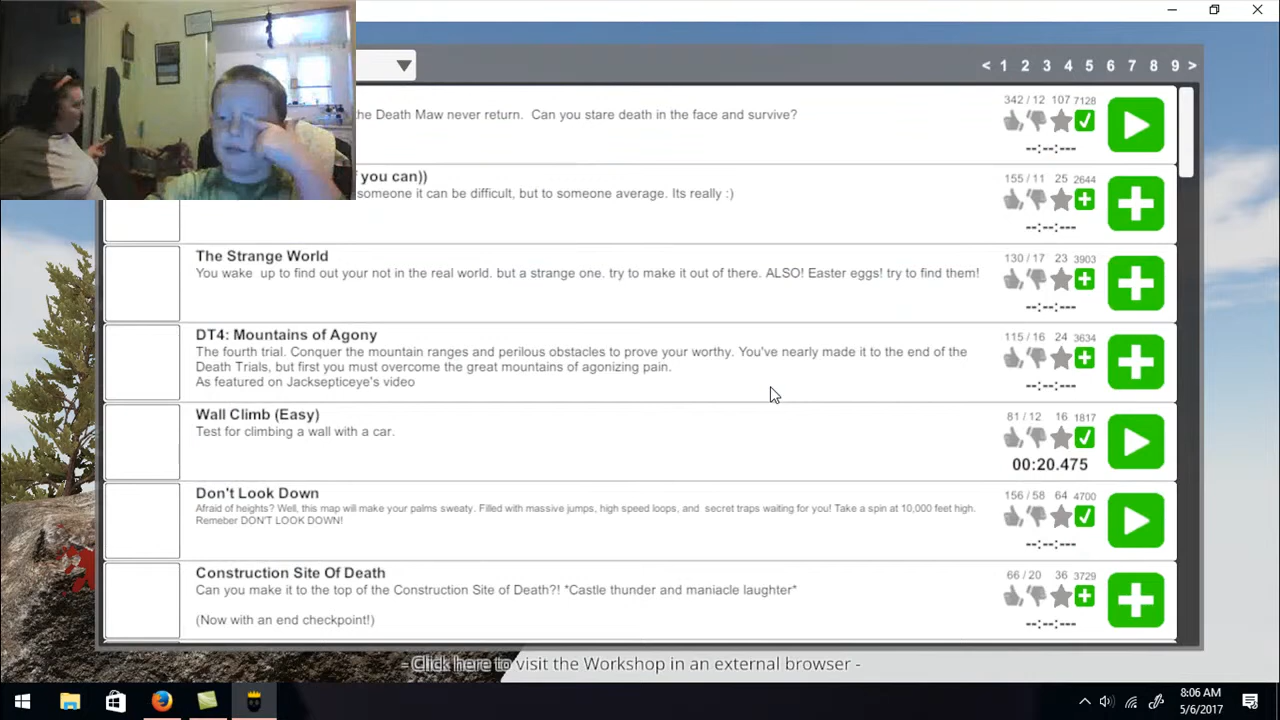 < 1 2 3 4 5 6 7 8 9 >
the Death Maw never return. Can you stare death in the face and survive?
342 / 12 107 7128
--:--:---
you can))
someone it can be difficult, but to someone average. Its really :)
155 / 11 25 2644
--:--:---
The Strange World
You wake up to find out your not in the real world. but a strange one. try to make it out of there. ALSO! Easter eggs! try to find them!
130 / 17 23 3903
--:--:---
DT4: Mountains of Agony
The fourth trial. Conquer the mountain ranges and perilous obstacles to prove your worthy. You've nearly made it to the end of the
Death Trials, but first you must overcome the great mountains of agonizing pain.
As featured on Jacksepticeye's video
115 / 16 24 3634
--:--:---
Wall Climb (Easy)
Test for climbing a wall with a car.
81 / 12 16 1817
00:20.475
Don't Look Down
Afraid of heights? Well, this map will make your palms sweaty. Filled with massive jumps, high speed loops, and secret traps waiting for you! Take a spin at 10,000 feet high.
Remeber DON'T LOOK DOWN!
156 / 58 64 4700
--:--:---
Construction Site Of Death
Can you make it to the top of the Construction Site of Death?! *Castle thunder and maniacle laughter*
(Now with an end checkpoint!)
66 / 20 36 3729
--:--:---
- Click here to visit the Workshop in an external browser -
8:06 AM
5/6/2017